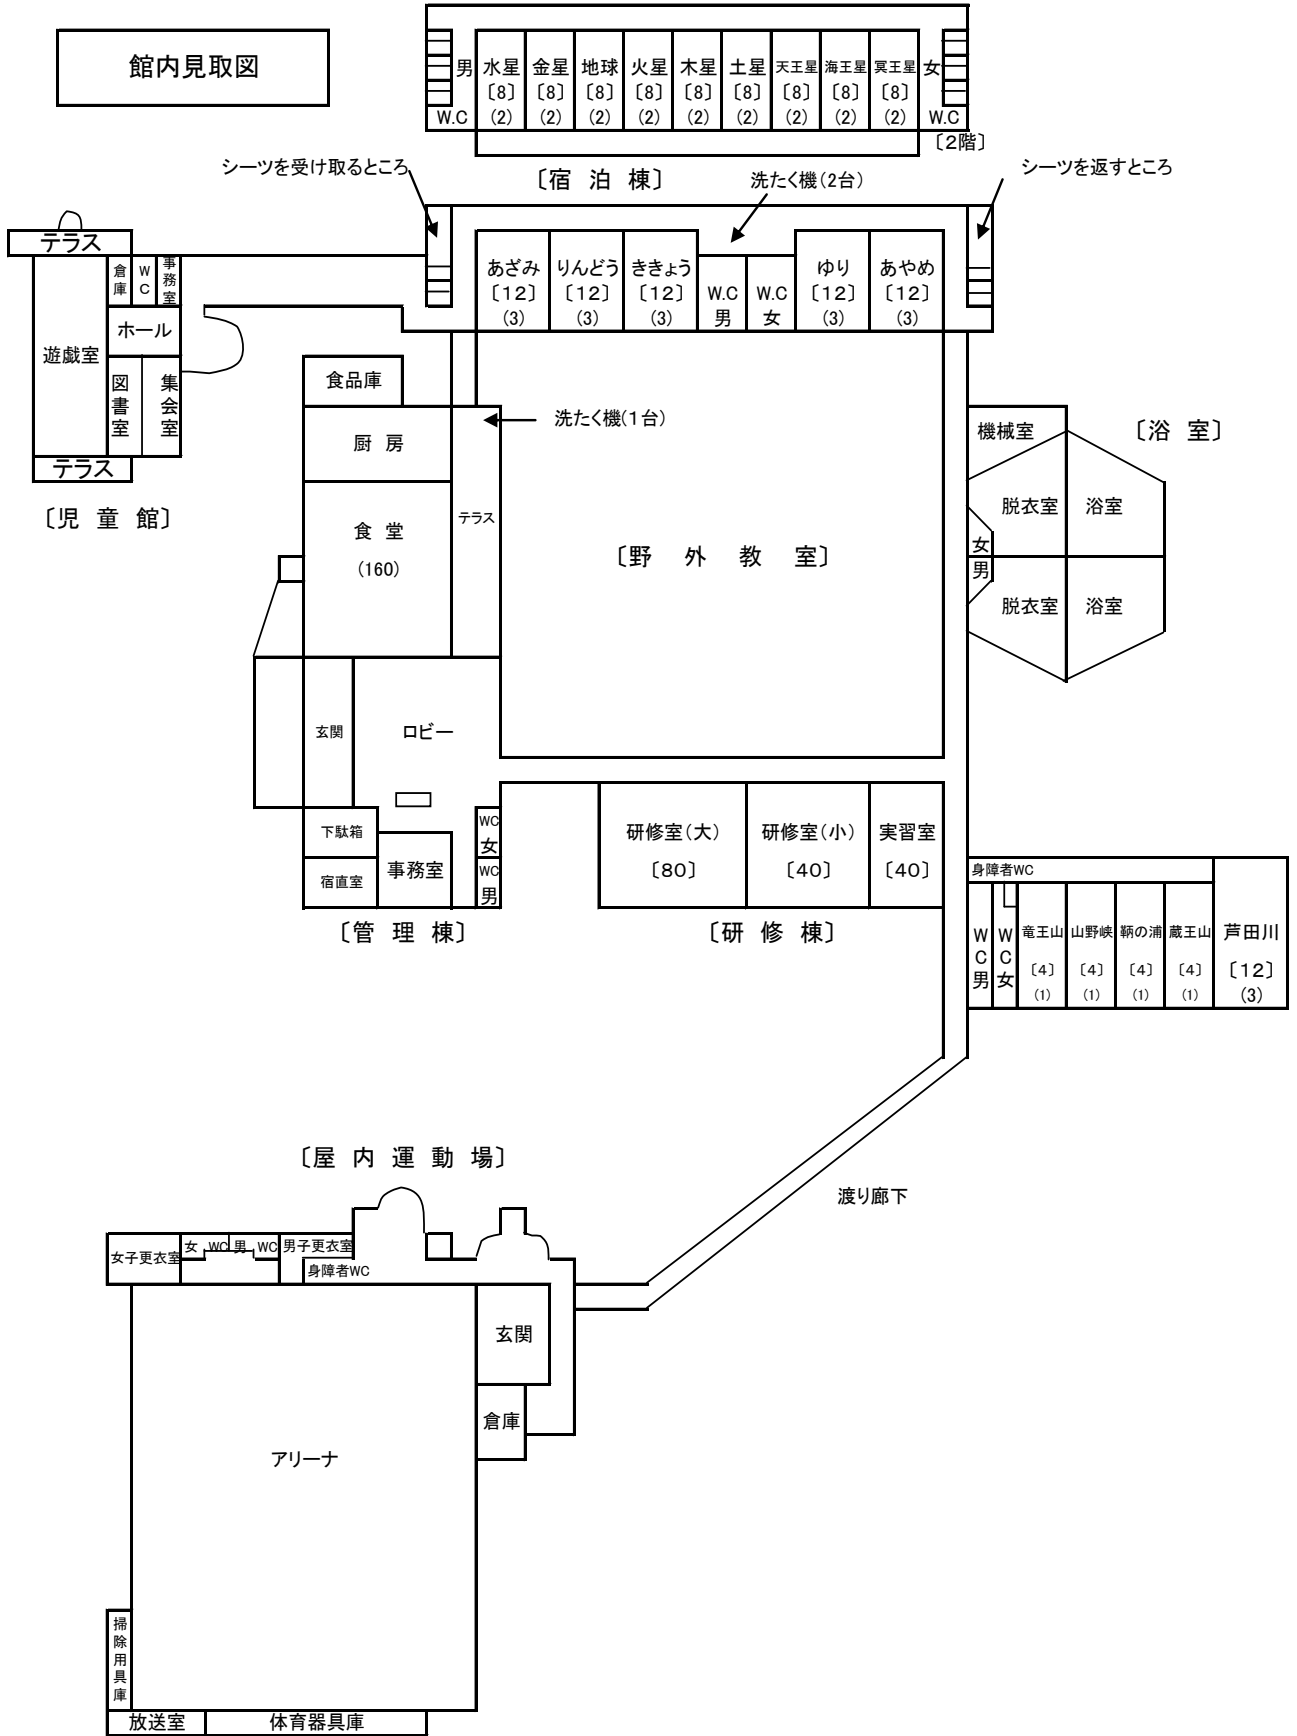 館内見取図
男 水星 金星 地球 火星 木星 土星 天王星 海王星 冥王星 女
〔8〕 〔8〕 〔8〕 〔8〕 〔8〕 〔8〕 〔8〕 〔8〕 〔8〕
W.C (2) (2) (2) (2) (2) (2) (2) (2) (2) W.C
〔2階〕
シーツを受け取るところ
〔宿 泊 棟〕
洗たく機(2台)
シーツを返すところ
あざみ りんどう ききょう ゆり あやめ
〔12〕 〔12〕 〔12〕 W.C W.C 〔12〕 〔12〕
(3) (3) (3) 男 女 (3) (3)
テラス
倉庫
WC
事務室
ホール
遊戯室
図書室
集会室
テラス
〔児 童 館〕
食品庫
洗たく機(1台)
厨 房
食 堂
(160)
テラス
〔野 外 教 室〕
機械室
〔浴 室〕
脱衣室 浴室
女
男
脱衣室 浴室
玄関
ロビー
下駄箱
宿直室
事務室
WC
女
WC
男
〔管 理 棟〕
研修室(大) 研修室(小) 実習室
〔80〕 〔40〕 〔40〕
〔研 修 棟〕
身障者WC
WC男
WC女
竜王山 山野峡 鞆の浦 蔵王山 芦田川
〔4〕 〔4〕 〔4〕 〔4〕 〔12〕
(1) (1) (1) (1) (3)
渡り廊下
〔屋 内 運 動 場〕
女子更衣室 女 WC 男 WC 男子更衣室
身障者WC
玄関
倉庫
アリーナ
掃除用具庫
放送室 体育器具庫